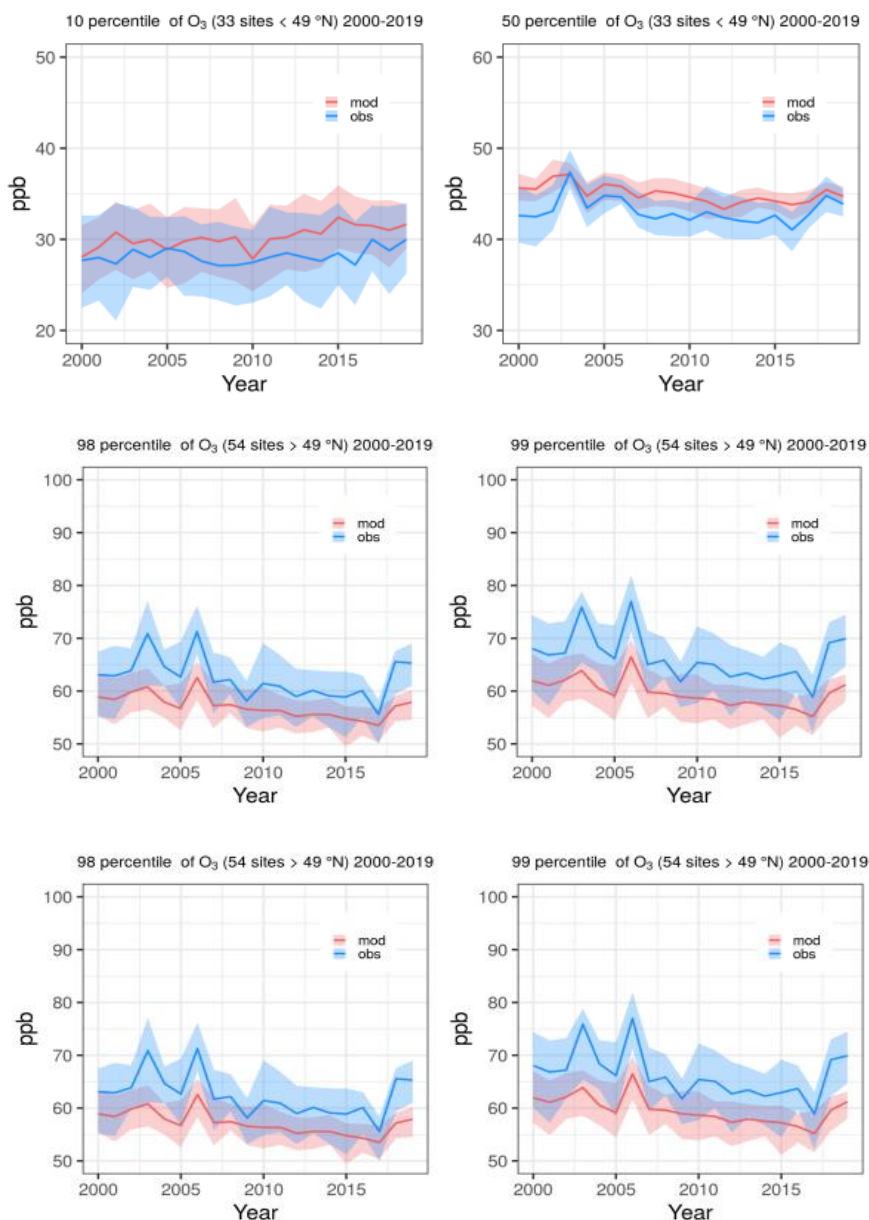 10 percentile of O₃ (33 sites < 49 °N) 2000-2019
50
40
30
20
ppb
mod
obs
2000 2005 2010 2015
Year
50 percentile of O₃ (33 sites < 49 °N) 2000-2019
60
50
40
30
ppb
mod
obs
2000 2005 2010 2015
Year
98 percentile of O₃ (54 sites > 49 °N) 2000-2019
100
90
80
70
60
50
ppb
mod
obs
2000 2005 2010 2015
Year
99 percentile of O₃ (54 sites > 49 °N) 2000-2019
100
90
80
70
60
50
ppb
mod
obs
2000 2005 2010 2015
Year
98 percentile of O₃ (54 sites > 49 °N) 2000-2019
100
90
80
70
60
50
ppb
mod
obs
2000 2005 2010 2015
Year
99 percentile of O₃ (54 sites > 49 °N) 2000-2019
100
90
80
70
60
50
ppb
mod
obs
2000 2005 2010 2015
Year